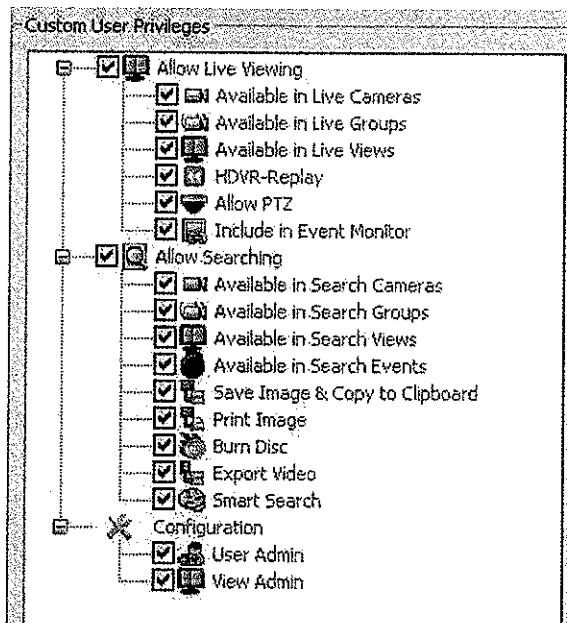 Custom User Privileges
Allow Live Viewing
Available in Live Cameras
Available in Live Groups
Available in Live Views
HDVR-Replay
Allow PTZ
Include in Event Monitor
Allow Searching
Available in Search Cameras
Available in Search Groups
Available in Search Views
Available in Search Events
Save Image & Copy to Clipboard
Print Image
Burn Disc
Export Video
Smart Search
Configuration
User Admin
View Admin